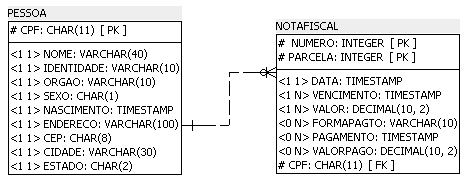 PESSOA
# CPF: CHAR(11) [ PK ]
<1 1> NOME: VARCHAR(40)
<1 1> IDENTIDADE: VARCHAR(10)
<1 1> ORGAO: VARCHAR(10)
<1 1> SEXO: CHAR(1)
<1 1> NASCIMENTO: TIMESTAMP
<1 1> ENDERECO: VARCHAR(100)
<1 1> CEP: CHAR(8)
<1 1> CIDADE: VARCHAR(30)
<1 1> ESTADO: CHAR(2)
NOTAFISCAL
# NUMERO: INTEGER [ PK ]
# PARCELA: INTEGER [ PK ]
<1 1> DATA: TIMESTAMP
<1 N> VENCIMENTO: TIMESTAMP
<1 N> VALOR: DECIMAL(10, 2)
<0 N> FORMAPAGTO: VARCHAR(10)
<0 N> PAGAMENTO: TIMESTAMP
<0 N> VALORPAGO: DECIMAL(10, 2)
# CPF: CHAR(11) [ FK ]